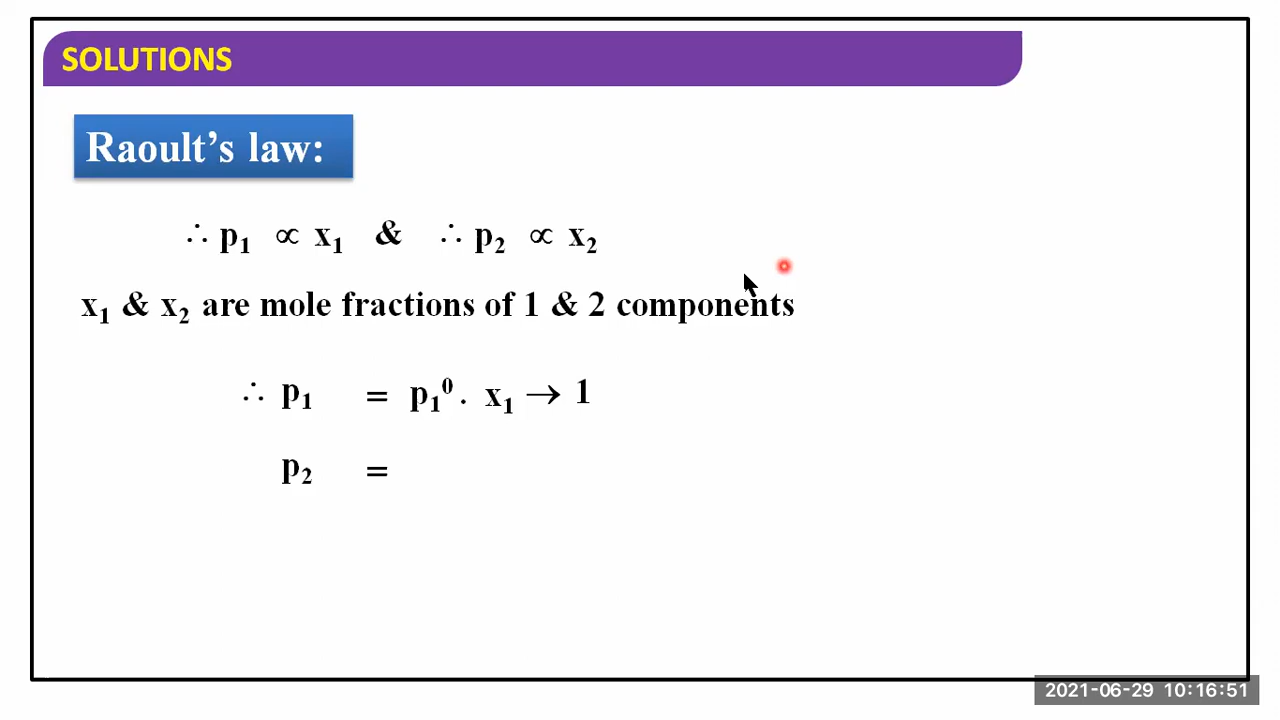 SOLUTIONS
Raoult’s law:
∴ p₁ ∝ x₁ & ∴ p₂ ∝ x₂
x₁ & x₂ are mole fractions of 1 & 2 components
∴ p₁ = p₁⁰ . x₁ → 1
p₂ =
2021-06-29 10:16:51